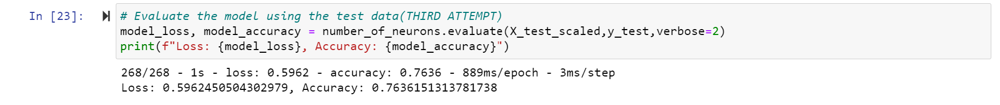 In [23]:
# Evaluate the model using the test data(THIRD ATTEMPT)
model_loss, model_accuracy = number_of_neurons.evaluate(X_test_scaled,y_test,verbose=2)
print(f"Loss: {model_loss}, Accuracy: {model_accuracy}")
268/268 - 1s - loss: 0.5962 - accuracy: 0.7636 - 889ms/epoch - 3ms/step
Loss: 0.5962450504302979, Accuracy: 0.7636151313781738